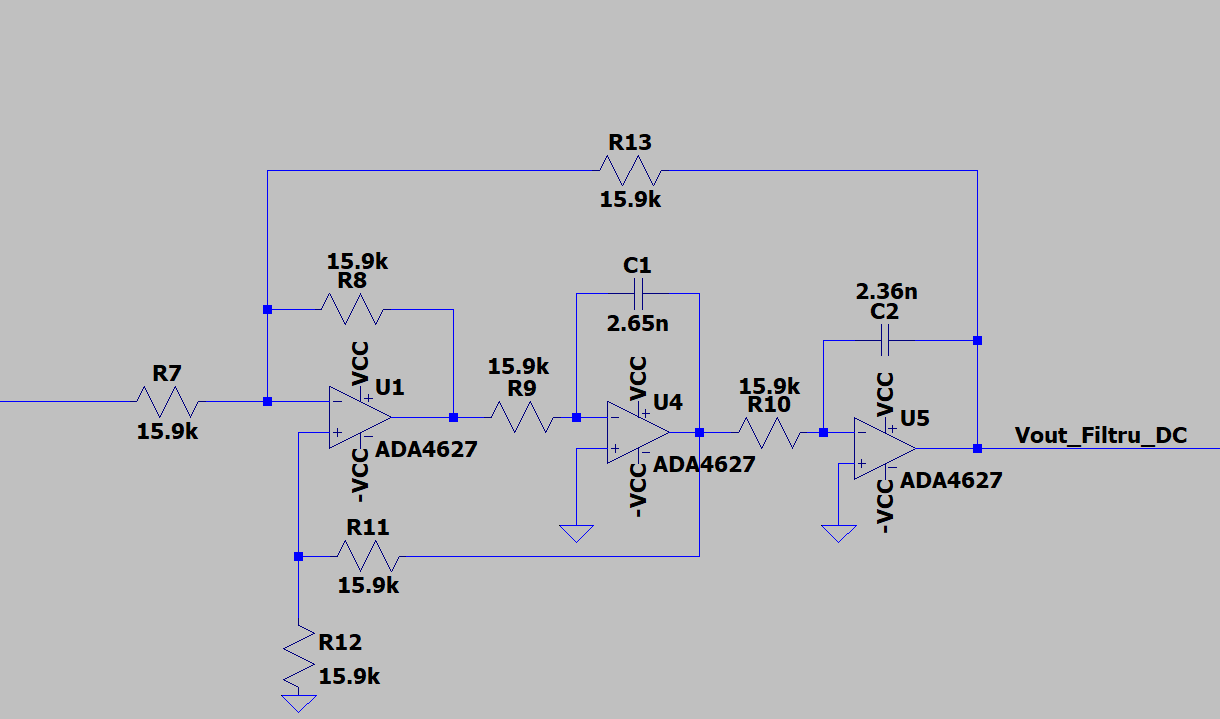 R13
15.9k
15.9k
R8
C1
2.65n
2.36n
C2
R7
15.9k
VCC
U1
ADA4627
-VCC
15.9k
R9
VCC
U4
ADA4627
-VCC
15.9k
R10
VCC
U5
ADA4627
-VCC
Vout_Filtru_DC
R11
15.9k
R12
15.9k